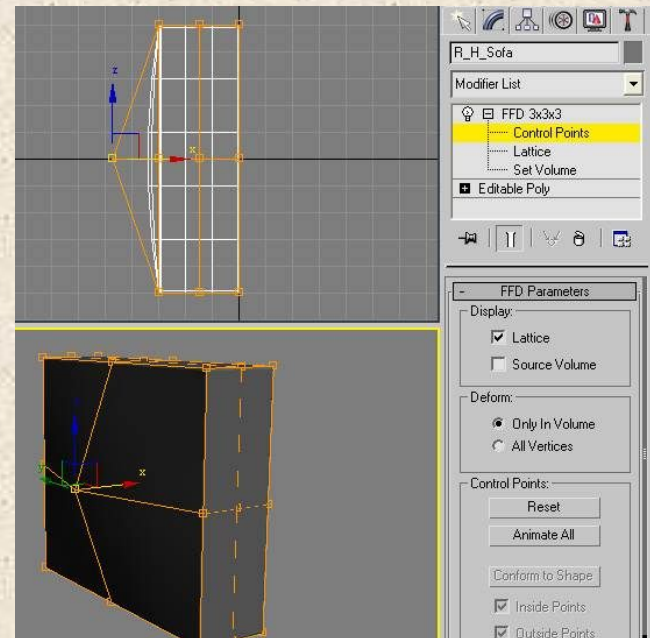 R_H_Sofa
Modifier List
FFD 3x3x3
Control Points
Lattice
Set Volume
Editable Poly
z
x
- FFD Parameters
Display:
Lattice
Source Volume
Deform:
Only In Volume
All Vertices
y
x
Control Points:
Reset
Animate All
Conform to Shape
Inside Points
Outside Points